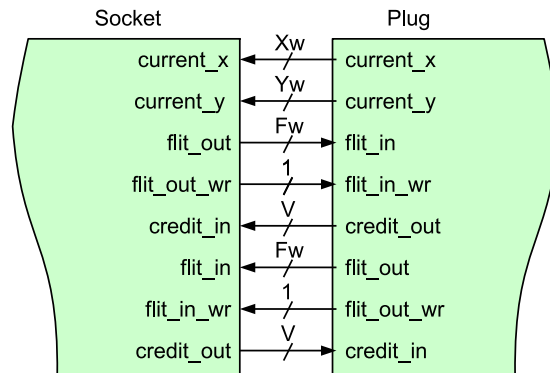 Socket Plug
current_x Xw current_x
current_y Yw current_y
flit_out Fw flit_in
flit_out_wr 1 flit_in_wr
credit_in V credit_out
flit_in Fw flit_out
flit_in_wr 1 flit_out_wr
credit_out V credit_in